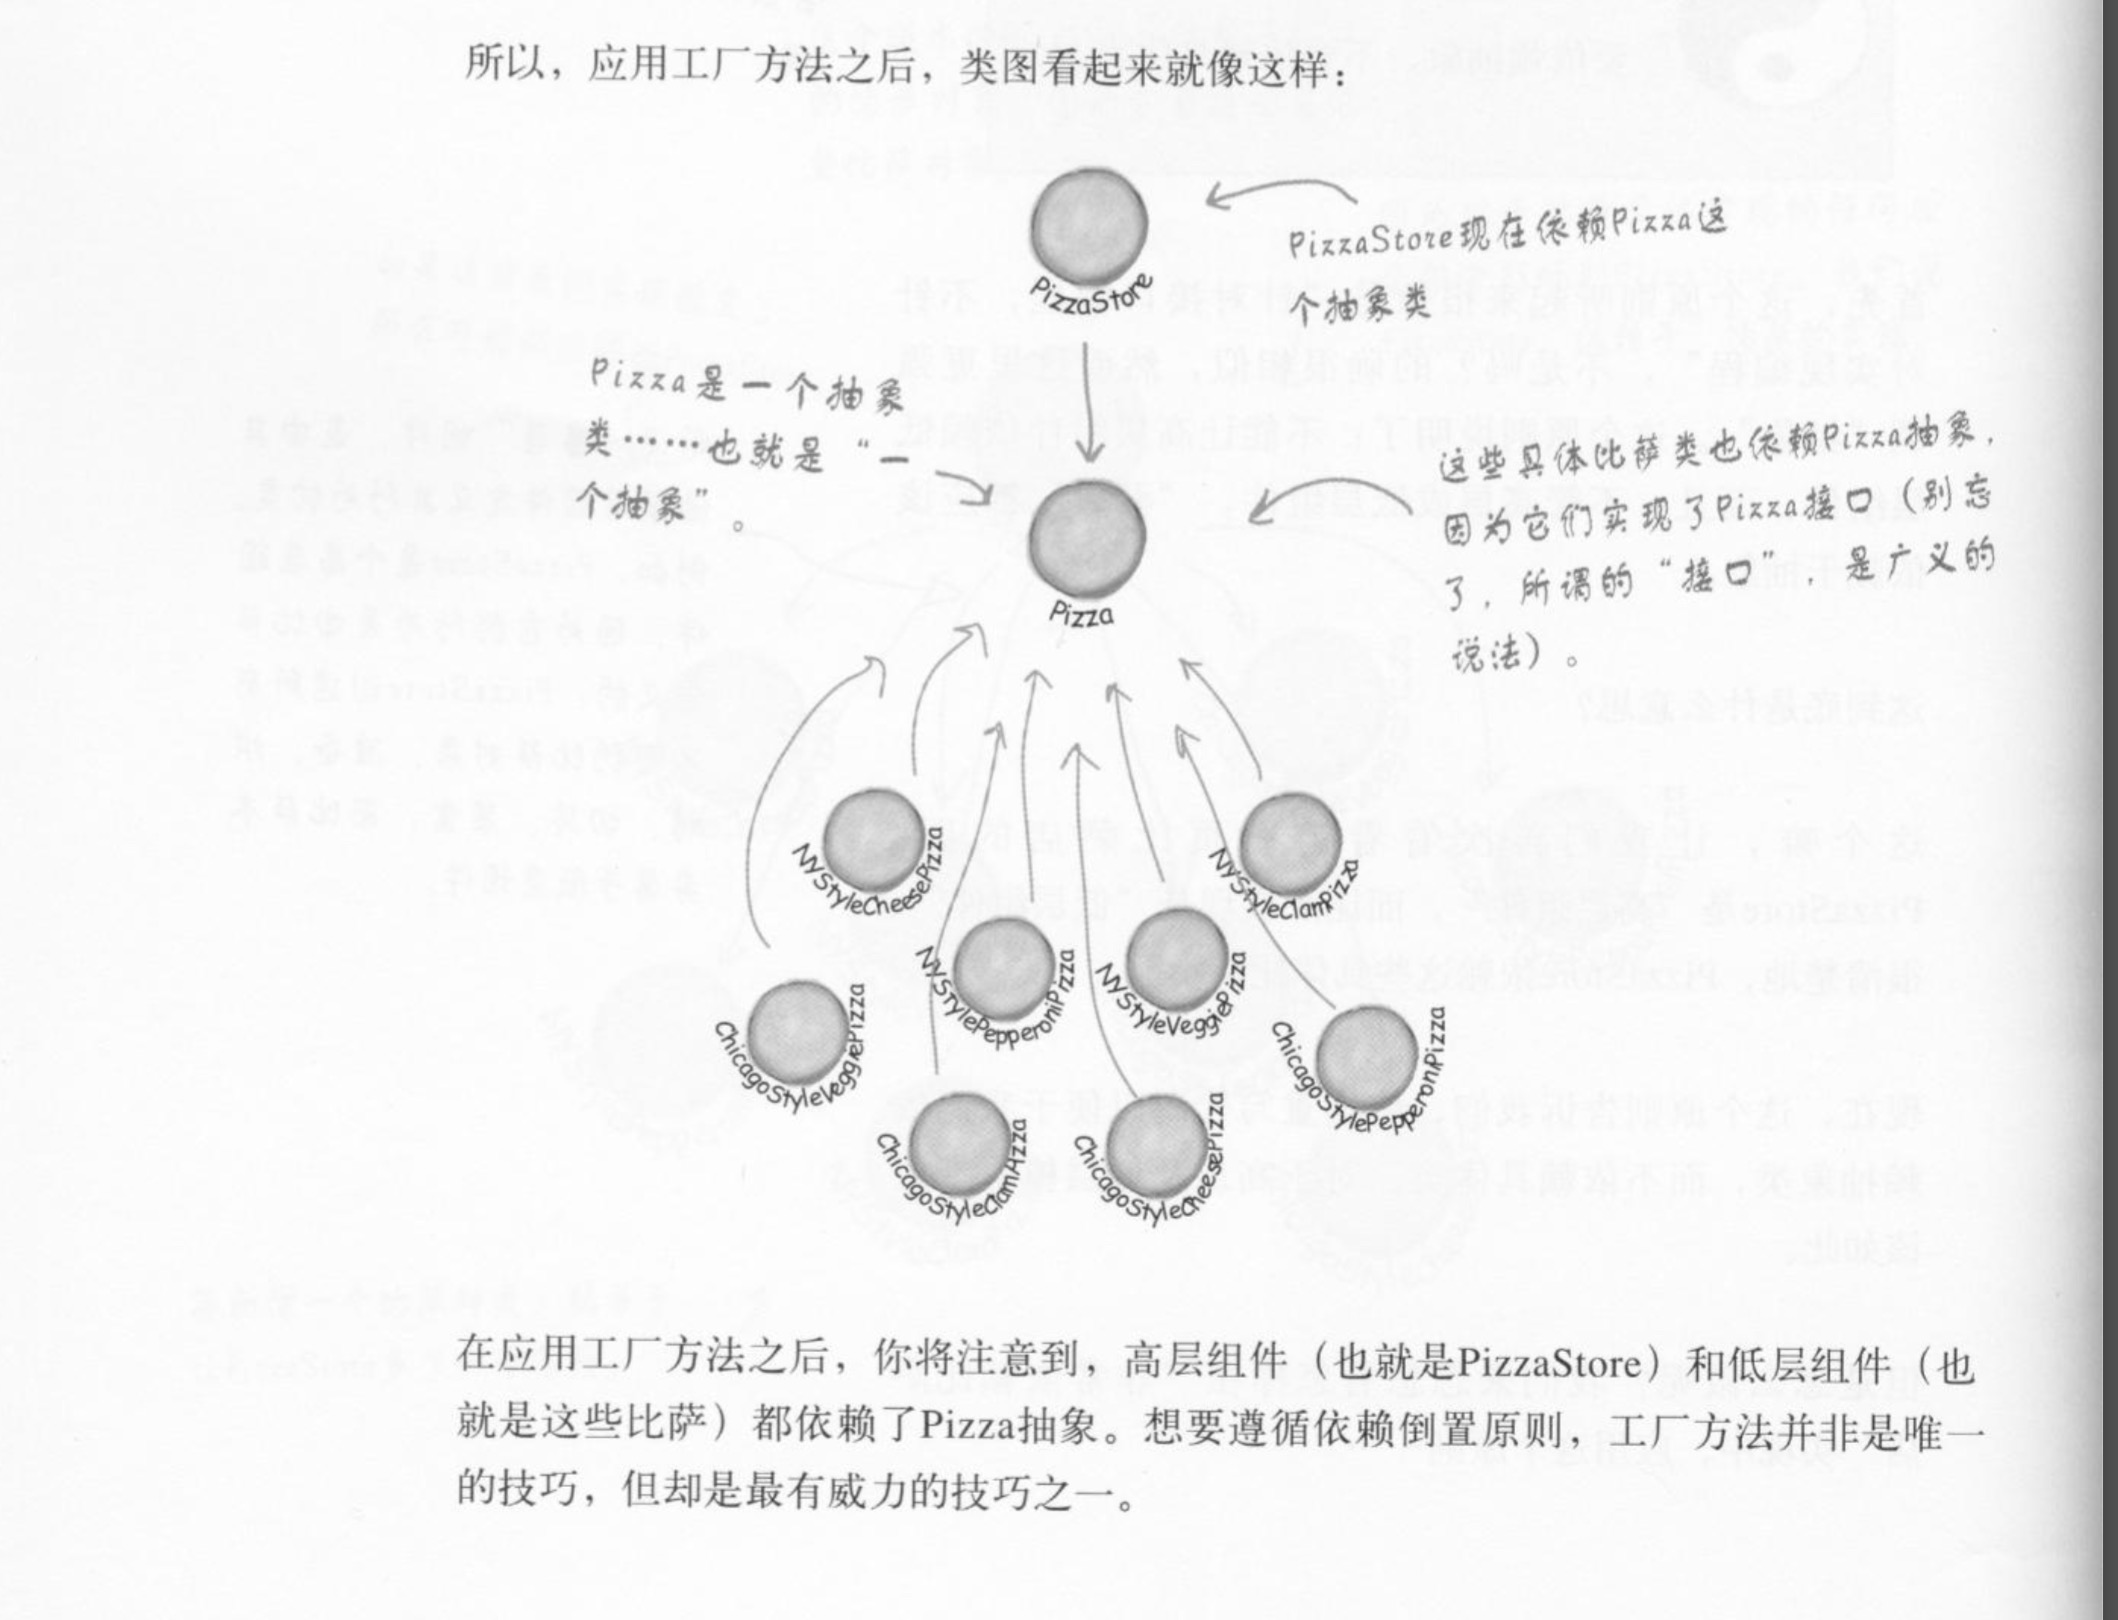 所以，应用工厂方法之后，类图看起来就像这样：
PizzaStore
PizzaStore现在依赖Pizza这
个抽象类
Pizza是一个抽象
类……也就是“一
个抽象”。
Pizza
这些具体比萨类也依赖Pizza抽象，
因为它们实现了Pizza接口（别忘
了，所谓的“接口”，是广义的
说法）。
NYStyleCheesePizza
NYStyleClamPizza
NYStylePepperoniPizza
NYStyleVeggiePizza
ChicagoStyleVeggiePizza
ChicagoStylePepperoniPizza
ChicagoStyleClamPizza
ChicagoStyleCheesePizza
在应用工厂方法之后，你将注意到，高层组件（也就是PizzaStore）和低层组件（也
就是这些比萨）都依赖了Pizza抽象。想要遵循依赖倒置原则，工厂方法并非是唯一
的技巧，但却是最有威力的技巧之一。